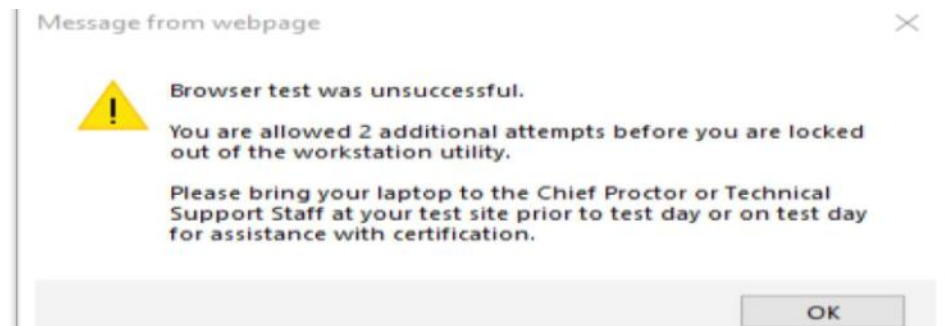 Message from webpage
Browser test was unsuccessful.
You are allowed 2 additional attempts before you are locked
out of the workstation utility.
Please bring your laptop to the Chief Proctor or Technical
Support Staff at your test site prior to test day or on test day
for assistance with certification.
OK